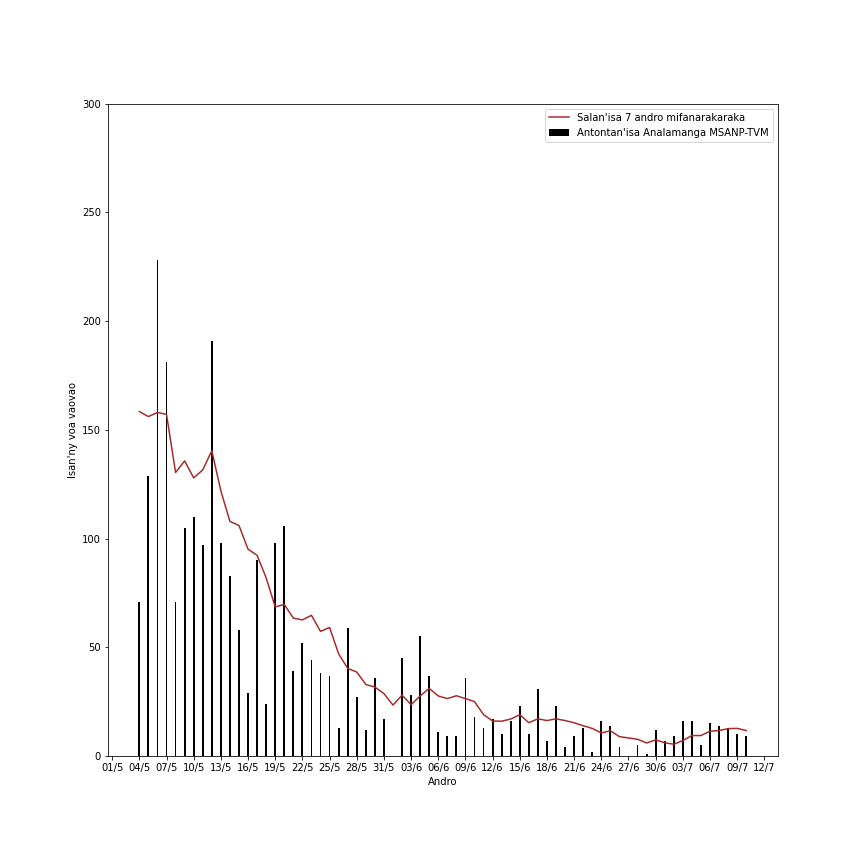 300
250
200
150
100
50
0
Isan'ny voa vaovao
Salan'isa 7 andro mifanarakaraka
Antontan'isa Analamanga MSANP-TVM
01/5 04/5 07/5 10/5 13/5 16/5 19/5 22/5 25/5 28/5 31/5 03/6 06/6 09/6 12/6 15/6 18/6 21/6 24/6 27/6 30/6 03/7 06/7 09/7 12/7
Andro